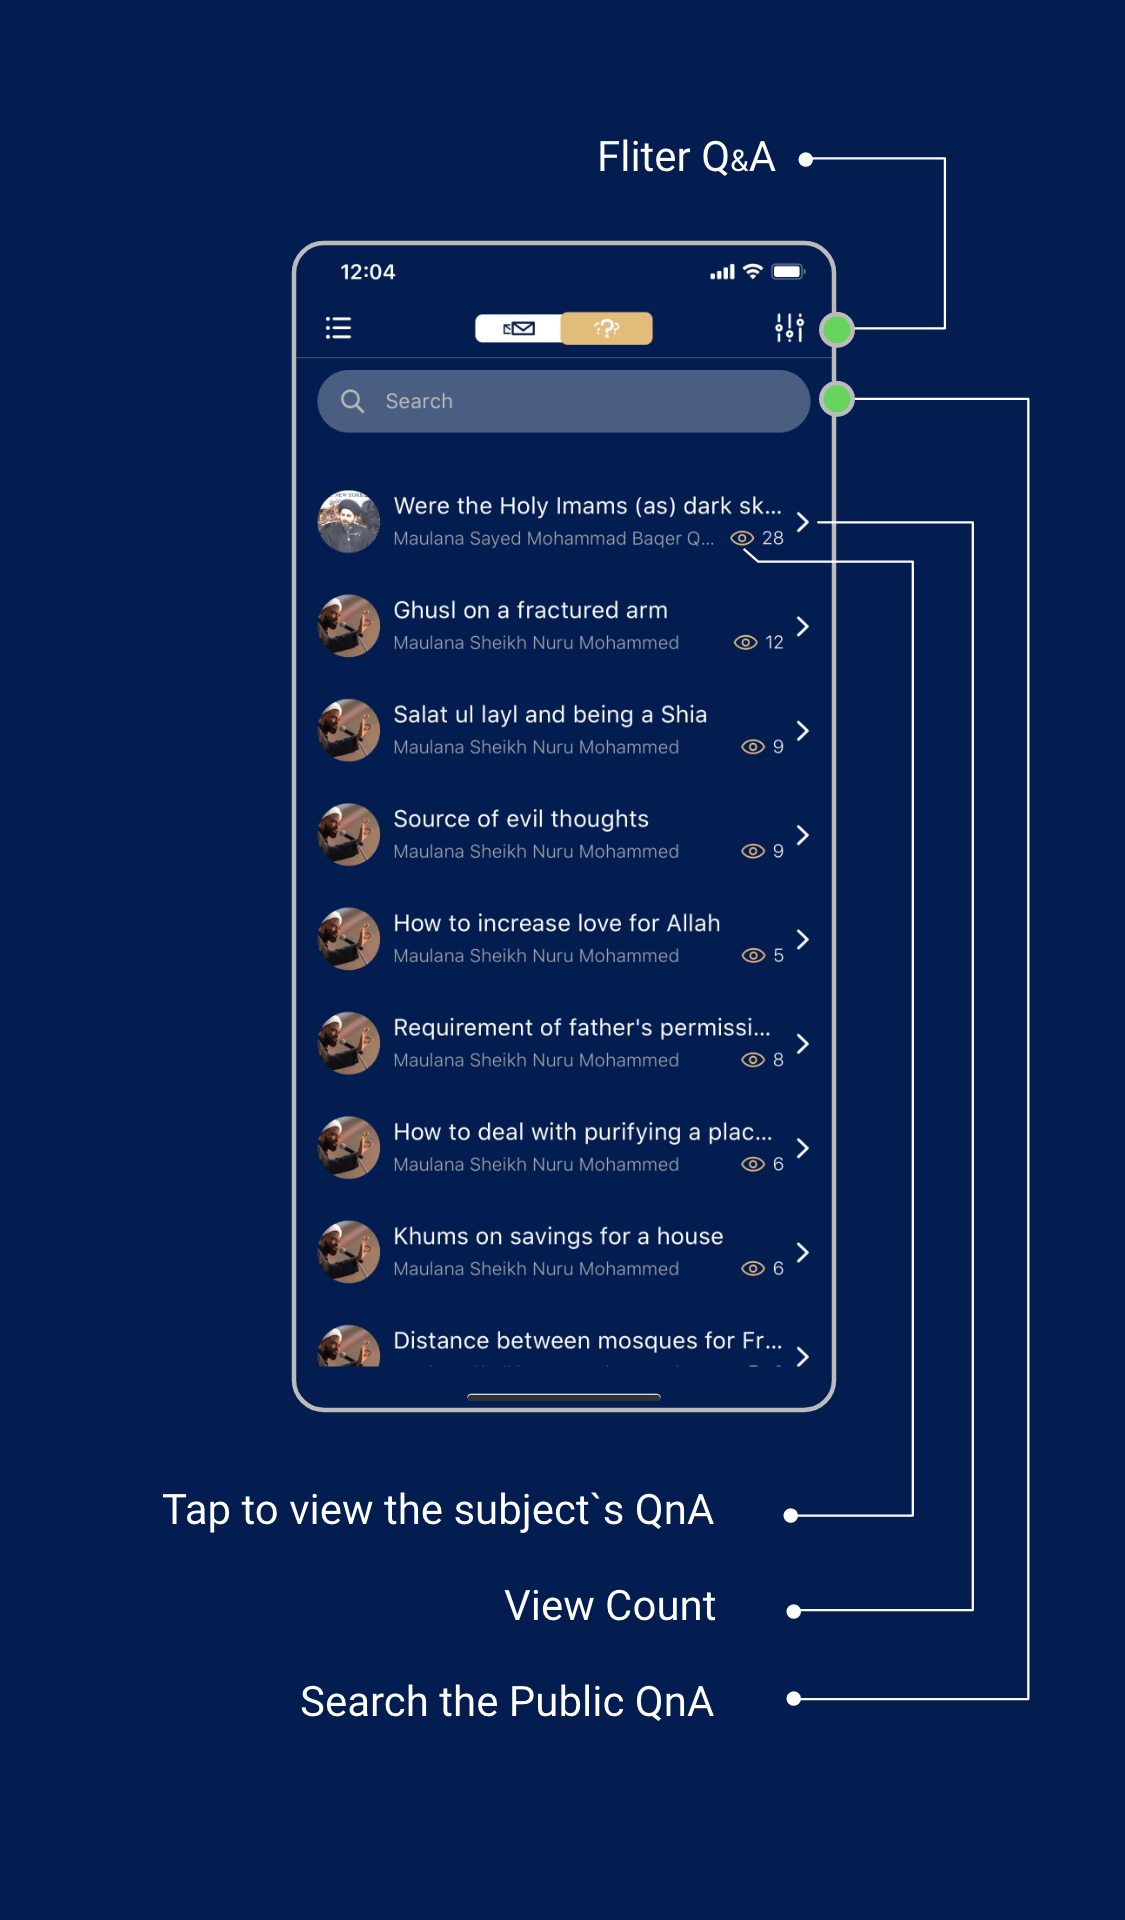 Fliter Q&A
12:04
Search
Were the Holy Imams (as) dark sk...
Maulana Sayed Mohammad Baqer Q... 28
Ghusl on a fractured arm
Maulana Sheikh Nuru Mohammed 12
Salat ul layl and being a Shia
Maulana Sheikh Nuru Mohammed 9
Source of evil thoughts
Maulana Sheikh Nuru Mohammed 9
How to increase love for Allah
Maulana Sheikh Nuru Mohammed 5
Requirement of father's permissi...
Maulana Sheikh Nuru Mohammed 8
How to deal with purifying a plac...
Maulana Sheikh Nuru Mohammed 6
Khums on savings for a house
Maulana Sheikh Nuru Mohammed 6
Distance between mosques for Fr...
Tap to view the subject`s QnA
View Count
Search the Public QnA